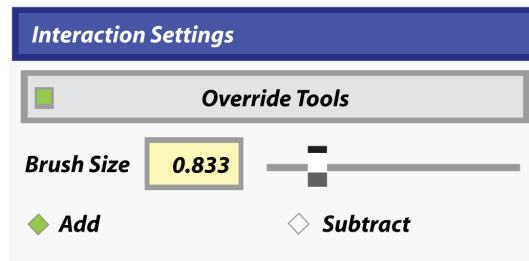 Interaction Settings
Override Tools
Brush Size 0.833
Add Subtract